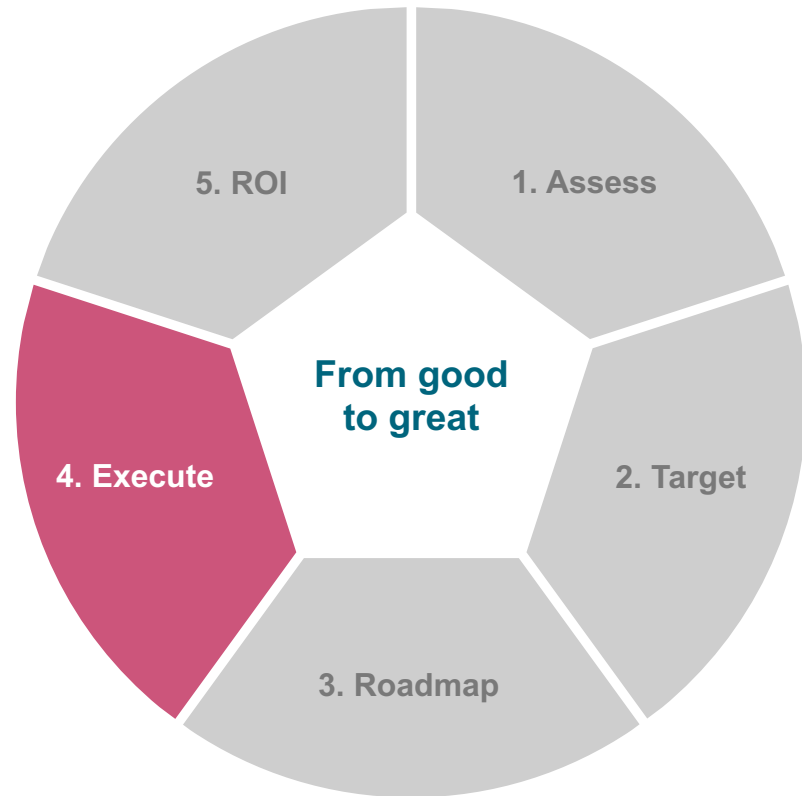 5. ROI
1. Assess
From good
to great
4. Execute
2. Target
3. Roadmap